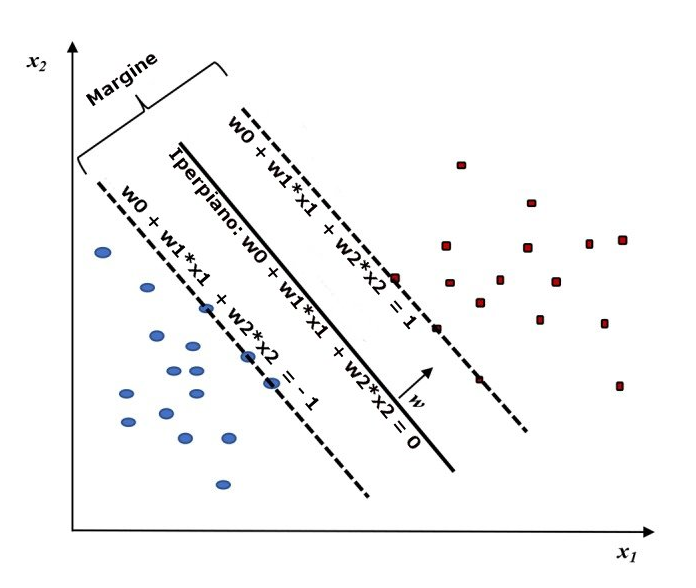 x2
Margine
w0 + w1*x1 + w2*x2 = 1
Iperpiano: w0 + w1*x1 + w2*x2 = 0
w0 + w1*x1 + w2*x2 = - 1
w
x1